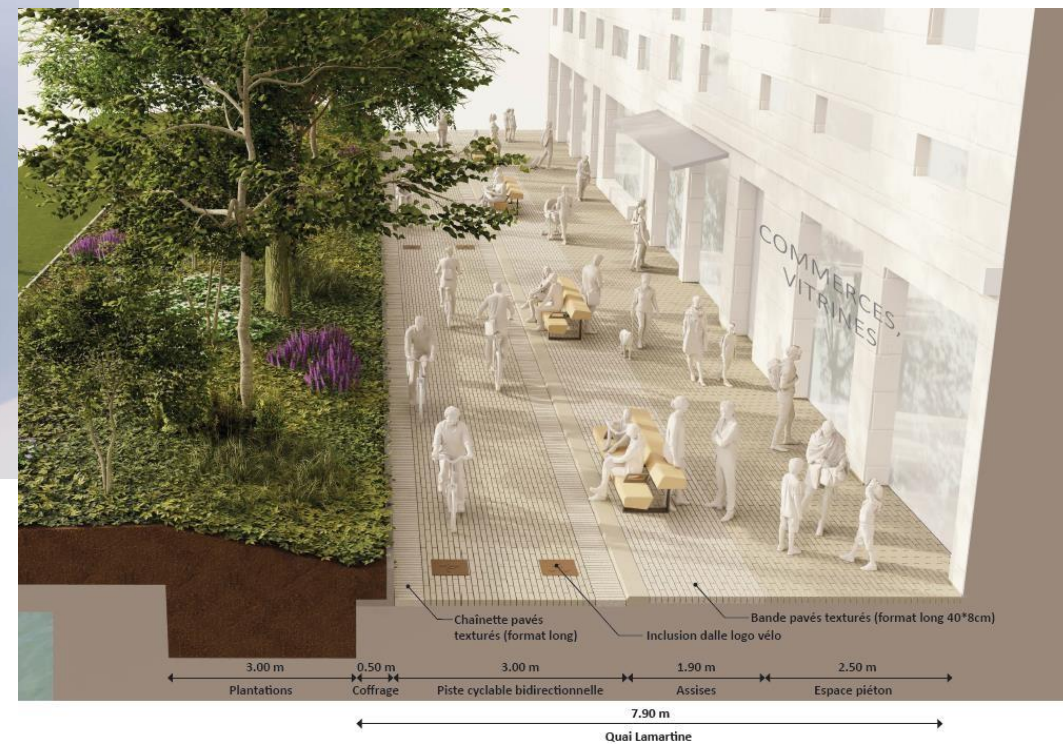 COMMERCES,
VITRINES
Chaînette pavés
texturés (format long)
Inclusion dalle logo vélo
Bande pavés texturés (format long 40*8cm)
3.00 m
0.50 m
3.00 m
1.90 m
2.50 m
Plantations
Coffrage
Piste cyclable bidirectionnelle
Assises
Espace piéton
7.90 m
Quai Lamartine